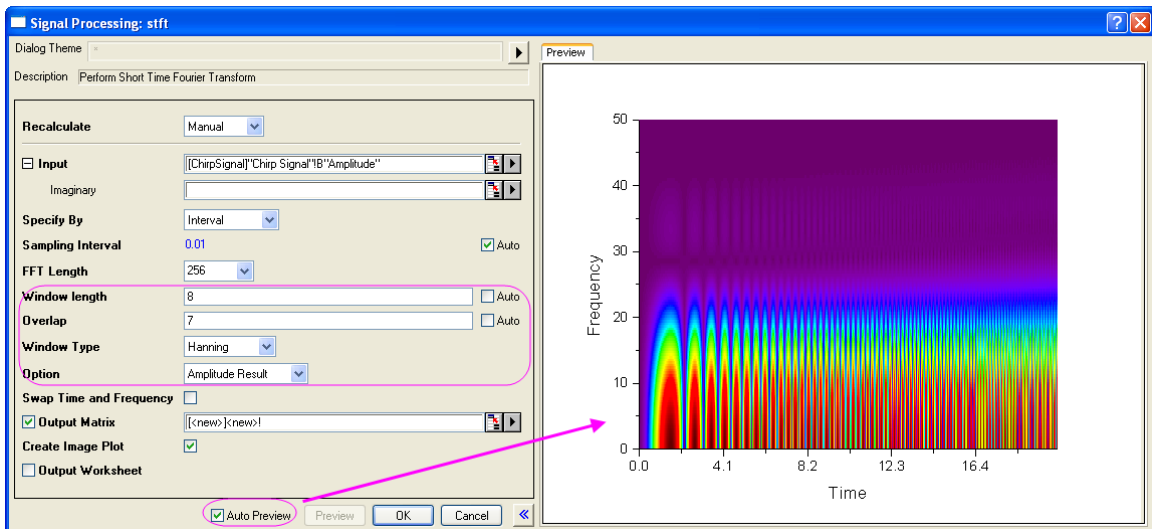 Signal Processing: stft
Dialog Theme *
Description Perform Short Time Fourier Transform
Recalculate Manual
Input [ChirpSignal]"Chirp Signal"!B"Amplitude"
Imaginary
Specify By Interval
Sampling Interval 0.01 Auto
FFT Length 256
Window length 8 Auto
Overlap 7 Auto
Window Type Hanning
Option Amplitude Result
Swap Time and Frequency
Output Matrix [<new>]<new>!
Create Image Plot
Output Worksheet
Auto Preview Preview OK Cancel
Preview
50
40
30
20
10
0
Frequency
0.0 4.1 8.2 12.3 16.4
Time